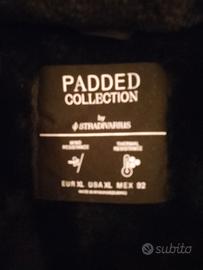 PADDED
COLLECTION
by
STRADIVARIUS
WIND
RESISTANCE
THERMAL
RESISTANCE
EUR XL USA XL MEX 92
subito